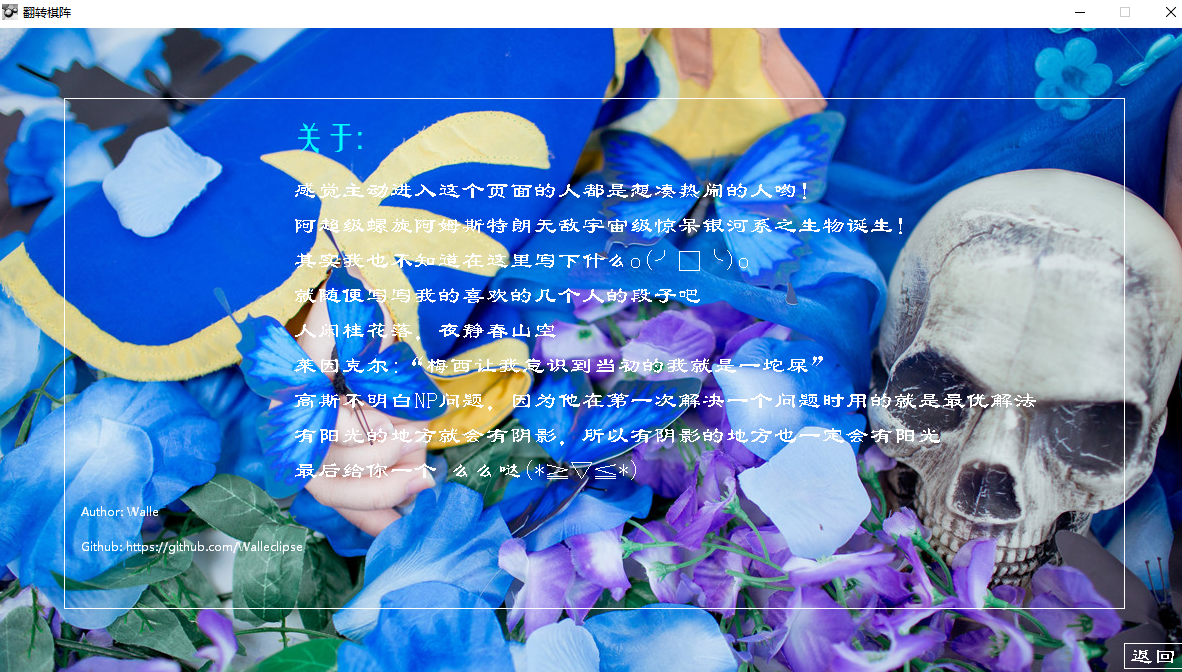 翻转棋阵
关于:
感觉主动进入这个页面的人都是想凑热闹的人哟！
阿超级螺旋阿姆斯特朗无敌宇宙级惊呆银河系之生物诞生！
其实我也不知道在这里写下什么o(╯□╰)o
就随便写写我的喜欢的几个人的段子吧
人闲桂花落，夜静春山空
莱因克尔：“梅西让我意识到当初的我就是一坨屎”
高斯不明白NP问题，因为他在第一次解决一个问题时用的就是最优解法
有阳光的地方就会有阴影，所以有阴影的地方也一定会有阳光
最后给你一个 么么哒(*≧▽≦*)
Author: Walle
Github: https://github.com/Walleclipse
返回